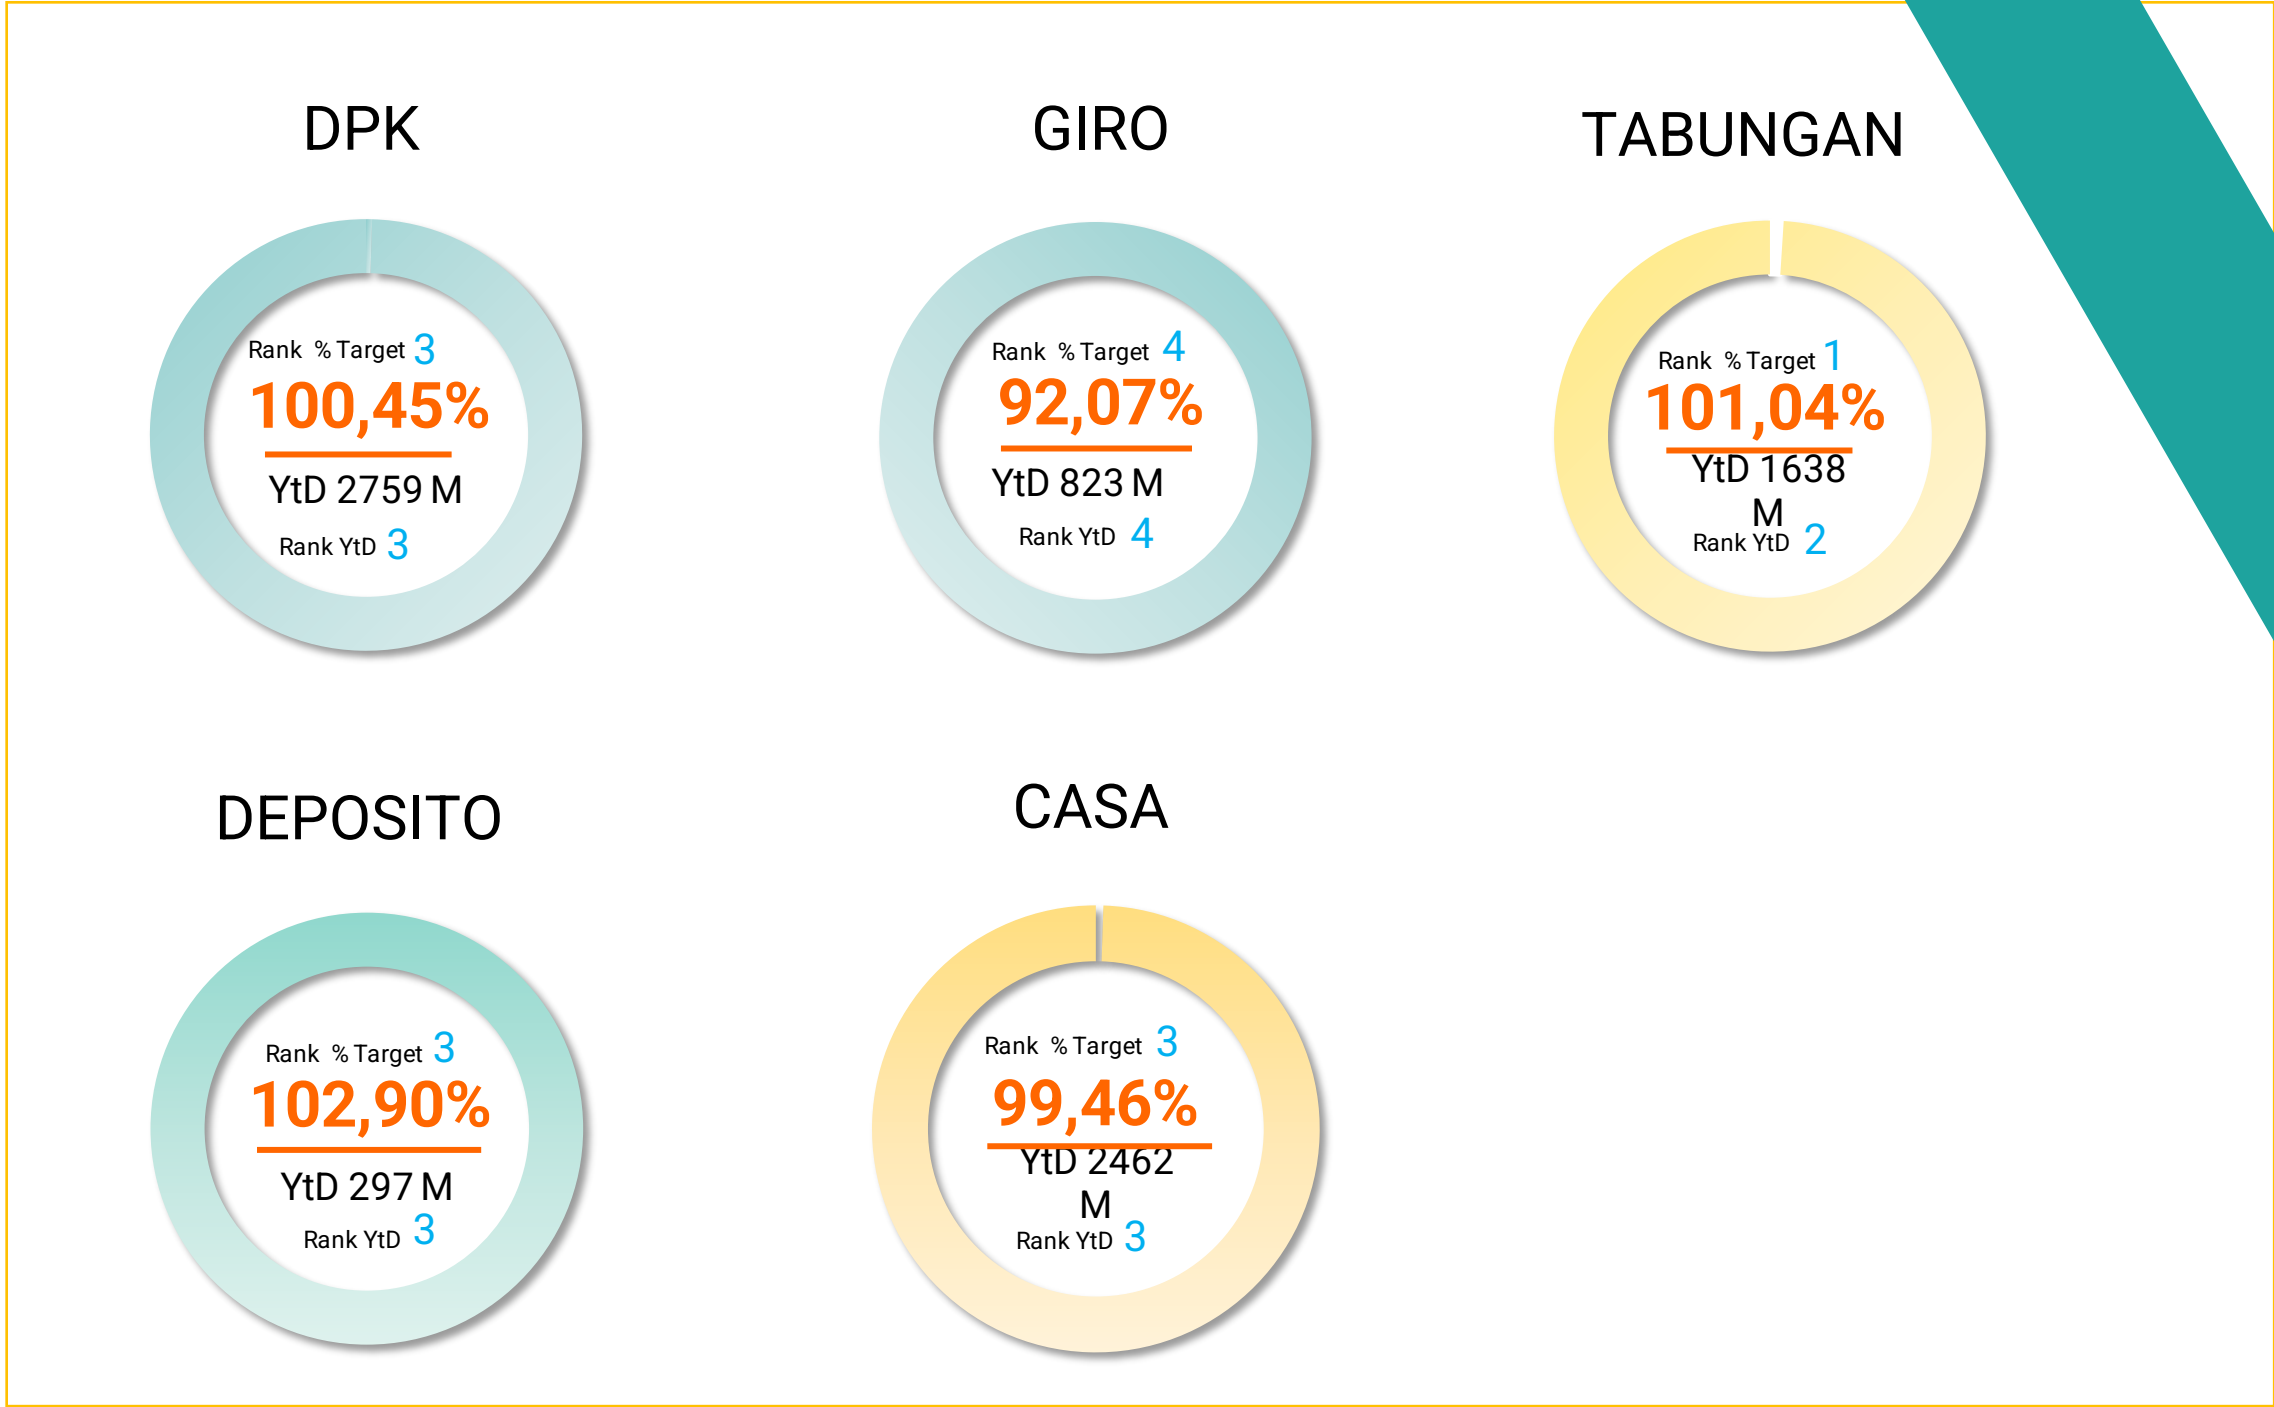 DPK
Rank % Target 3
100,45%
YtD 2759 M
Rank YtD 3
GIRO
Rank % Target 4
92,07%
YtD 823 M
Rank YtD 4
TABUNGAN
Rank % Target 1
101,04%
YtD 1638
M
Rank YtD 2
DEPOSITO
Rank % Target 3
102,90%
YtD 297 M
Rank YtD 3
CASA
Rank % Target 3
99,46%
YtD 2462
M
Rank YtD 3